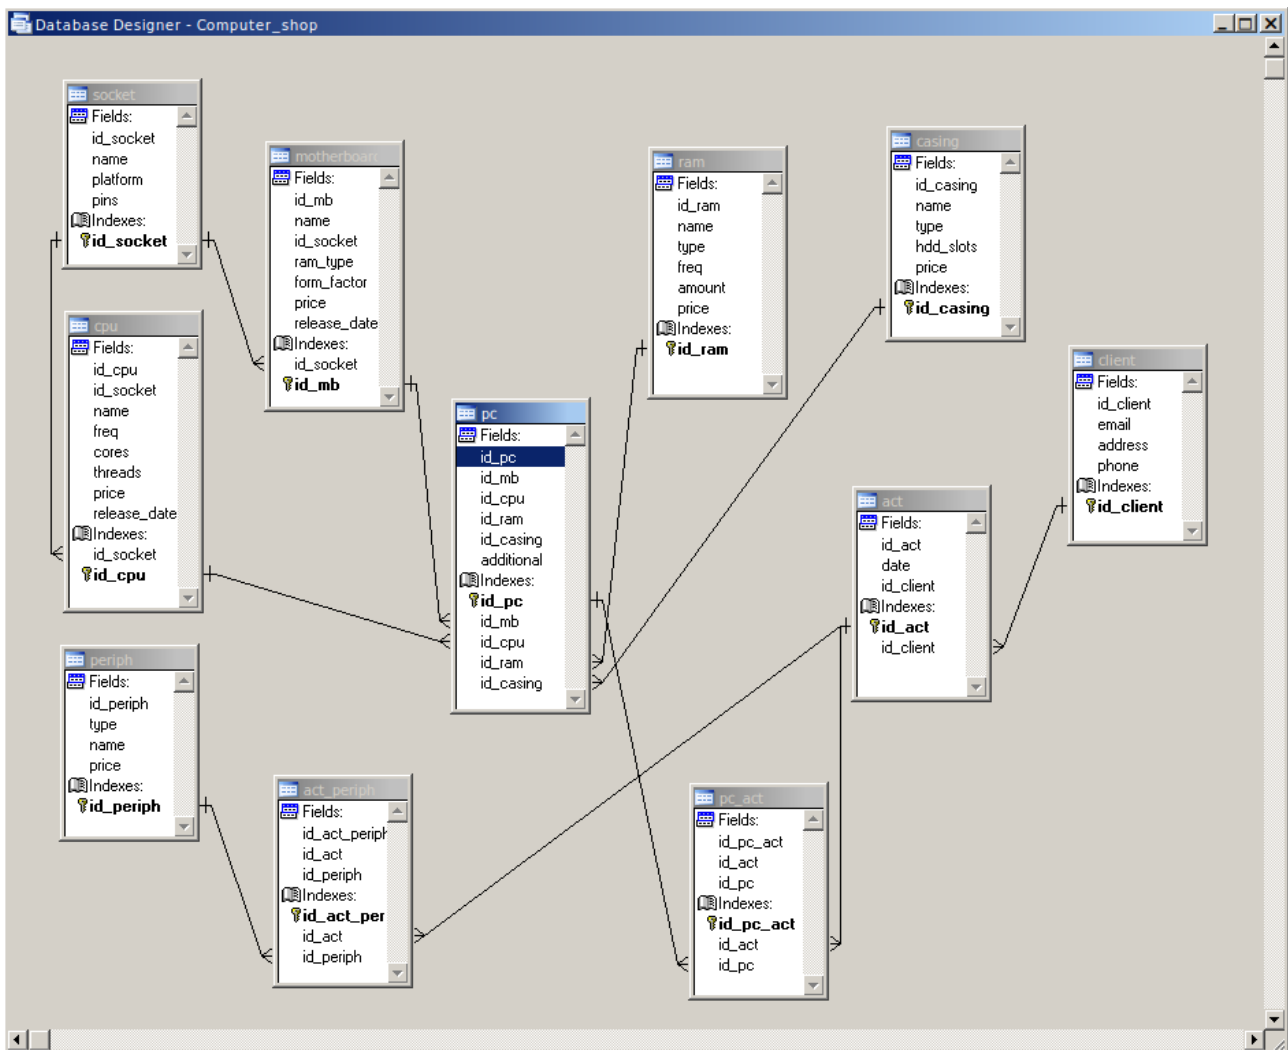 Database Designer - Computer_shop
socket
Fields:
id_socket
name
platform
pins
Indexes:
id_socket
motherboard
Fields:
id_mb
name
id_socket
ram_type
form_factor
price
release_date
Indexes:
id_socket
id_mb
ram
Fields:
id_ram
name
type
freq
amount
price
Indexes:
id_ram
casing
Fields:
id_casing
name
type
hdd_slots
price
Indexes:
id_casing
cpu
Fields:
id_cpu
id_socket
name
freq
cores
threads
price
release_date
Indexes:
id_socket
id_cpu
pc
Fields:
id_pc
id_mb
id_cpu
id_ram
id_casing
additional
Indexes:
id_pc
id_mb
id_cpu
id_ram
id_casing
client
Fields:
id_client
email
address
phone
Indexes:
id_client
act
Fields:
id_act
date
id_client
Indexes:
id_act
id_client
periph
Fields:
id_periph
type
name
price
Indexes:
id_periph
act_periph
Fields:
id_act_periph
id_act
id_periph
Indexes:
id_act_per
id_act
id_periph
pc_act
Fields:
id_pc_act
id_act
id_pc
Indexes:
id_pc_act
id_act
id_pc